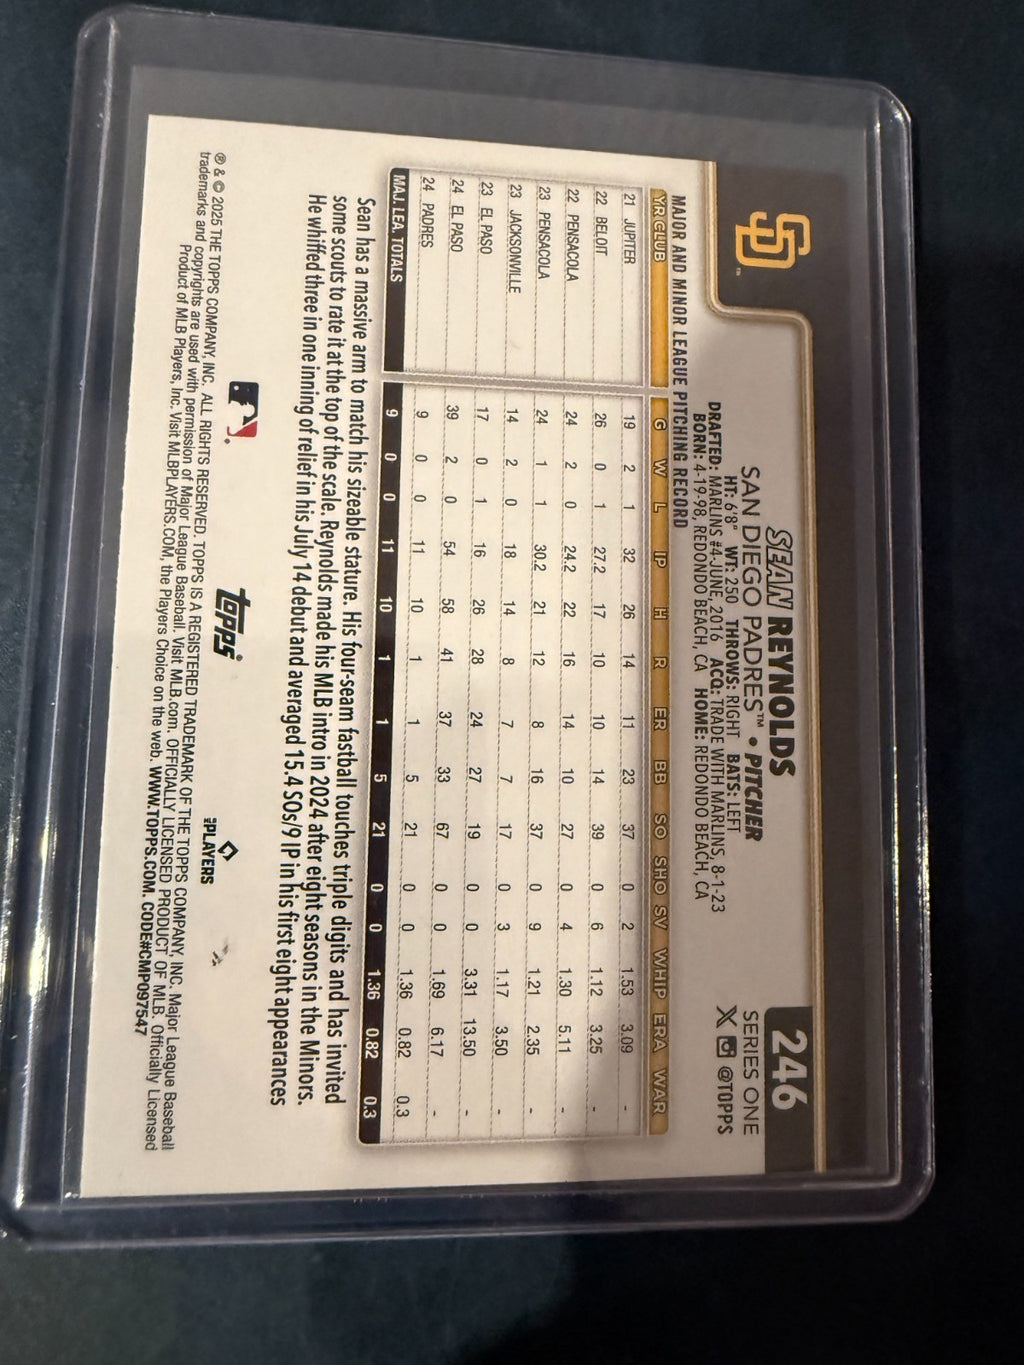 246
SERIES ONE
@TOPPS
SD
™
SEAN REYNOLDS
SAN DIEGO PADRES™ • PITCHER
HT: 6'8" WT: 250 THROWS: RIGHT BATS: LEFT
DRAFTED: MARLINS #4-JUNE, 2016 ACQ: TRADE WITH MARLINS, 8-1-23
BORN: 4-19-98, REDONDO BEACH, CA HOME: REDONDO BEACH, CA
MAJOR AND MINOR LEAGUE PITCHING RECORD
YR CLUB G W L IP H R ER BB SO SHO SV WHIP ERA WAR
21 JUPITER 19 2 1 32 26 14 11 23 37 0 2 1.53 3.09 -
22 BELOIT 26 0 1 27.2 17 10 10 14 39 0 6 1.12 3.25 -
22 PENSACOLA 24 2 0 24.2 22 16 14 10 27 0 4 1.30 5.11 -
23 PENSACOLA 24 1 1 30.2 21 12 8 16 37 0 9 1.21 2.35 -
23 JACKSONVILLE 14 2 0 18 14 8 7 7 17 0 3 1.17 3.50 -
23 EL PASO 17 0 1 16 26 28 24 27 19 0 0 3.31 13.50 -
24 EL PASO 39 2 0 54 58 41 37 33 67 0 0 1.69 6.17 -
24 PADRES 9 0 0 11 10 1 1 5 21 0 0 1.36 0.82 0.3
MAJ. LEA. TOTALS 9 0 0 11 10 1 1 5 21 0 0 1.36 0.82 0.3
Sean has a massive arm to match his sizeable stature. His four-seam fastball touches triple digits and has invited
some scouts to rate it at the top of the scale. Reynolds made his MLB intro in 2024 after eight seasons in the Minors.
He whiffed three in one inning of relief in his July 14 debut and averaged 15.4 SOs/9 IP in his first eight appearances
topps
MLB PLAYERS
® & © 2025 THE TOPPS COMPANY, INC. ALL RIGHTS RESERVED. TOPPS IS A REGISTERED TRADEMARK OF THE TOPPS COMPANY, INC. Major League Baseball
trademarks and copyrights are used with permission of Major League Baseball. Visit MLB.com. OFFICIALLY LICENSED PRODUCT OF MLB. Officially Licensed
Product of MLB Players, Inc. Visit MLBPLAYERS.COM, the Players Choice on the web. WWW.TOPPS.COM. CODE#CMP097547